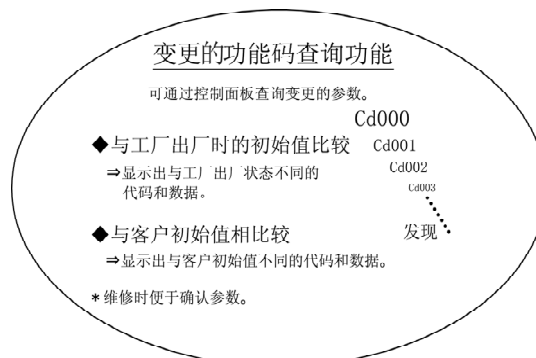 变更的功能码查询功能
可通过控制面板查询变更的参数。
Cd000
◆与工厂出厂时的初始值比较
Cd001
⇒显示出与工厂出厂状态不同的
代码和数据。
Cd002
Cd003
◆与客户初始值相比较
发现
⇒显示出与客户初始值不同的代码和数据。
*维修时便于确认参数。